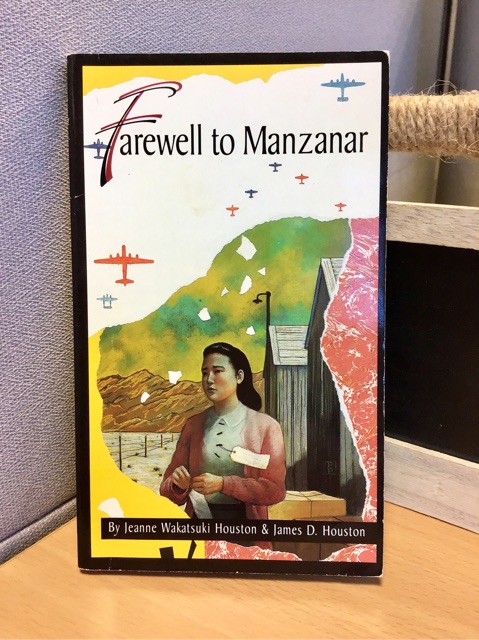 Farewell to Manzanar
By Jeanne Wakatsuki Houston & James D. Houston